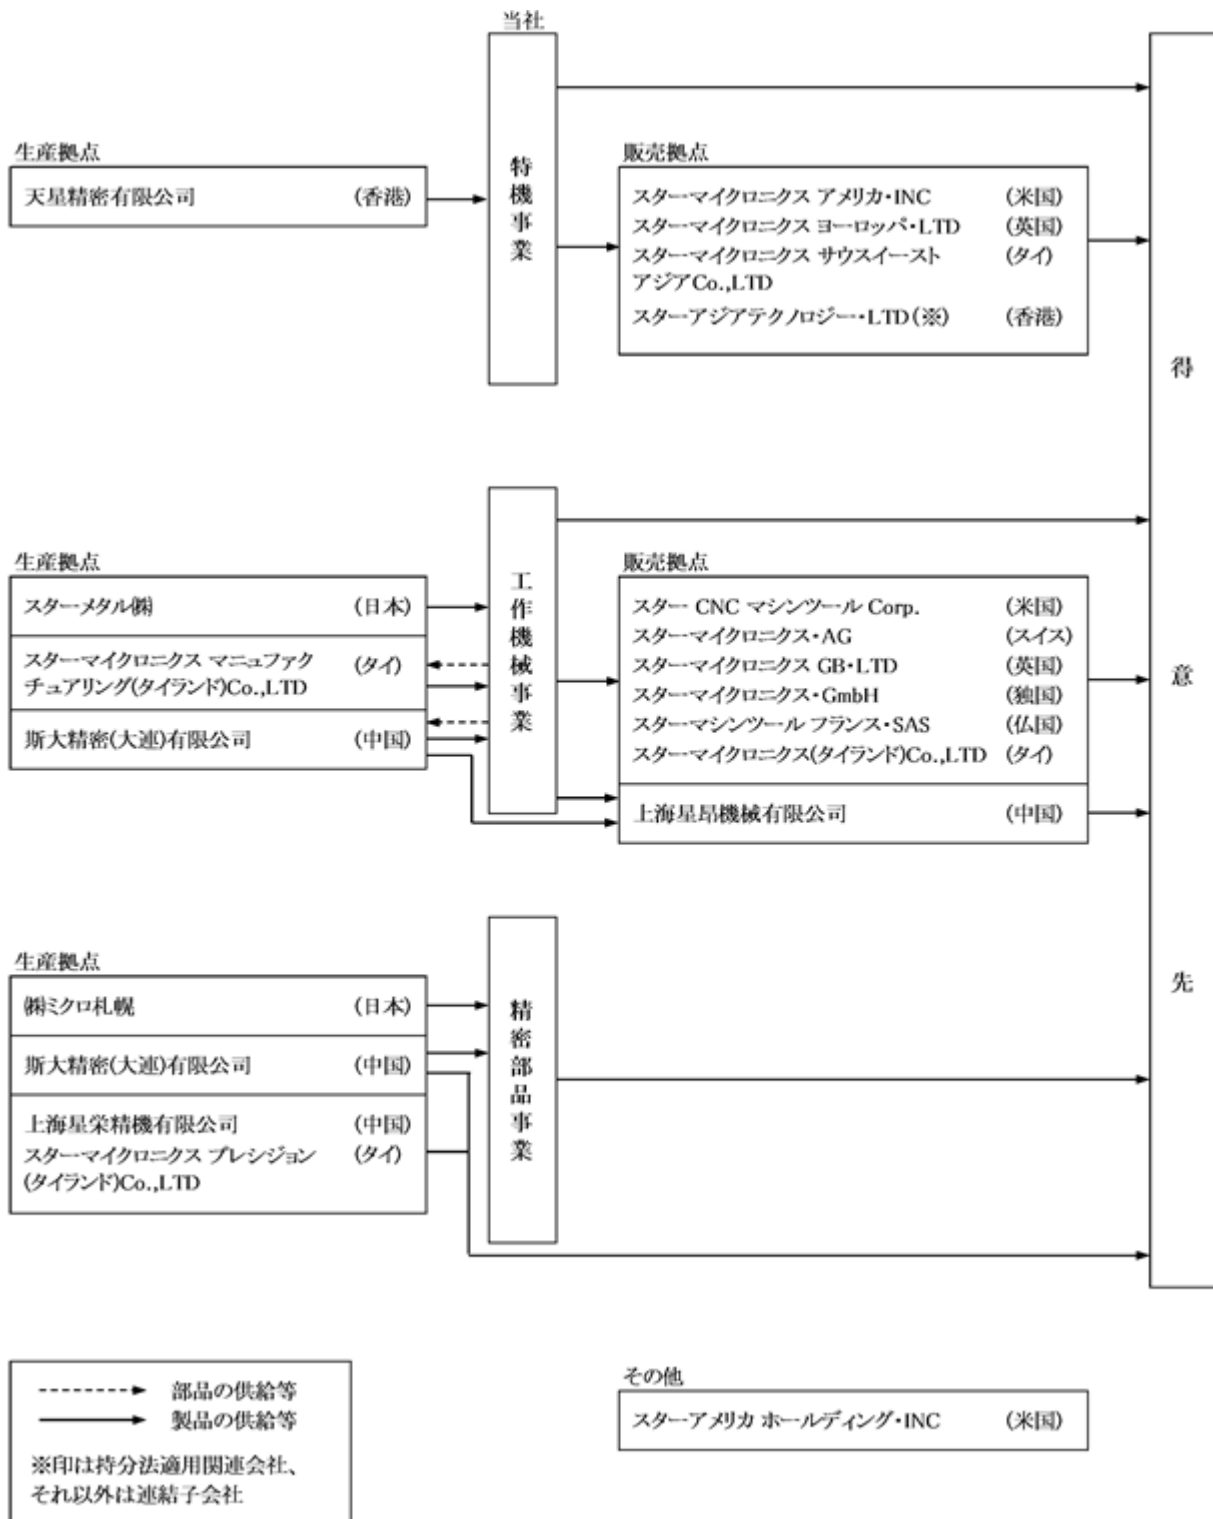 当社
特機事業
生産拠点
天星精密有限公司 (香港)
販売拠点
スターマイクロニクス アメリカ・INC (米国)
スターマイクロニクス ヨーロッパ・LTD (英国)
スターマイクロニクス サウスイースト (タイ)
アジアCo.,LTD
スターアジアテクノロジー・LTD(※) (香港)
得意先
工作機械事業
生産拠点
スターメタル㈱ (日本)
スターマイクロニクス マニュファク (タイ)
チュアリング(タイランド)Co.,LTD
斯大精密(大連)有限公司 (中国)
販売拠点
スター CNC マシンツール Corp. (米国)
スターマイクロニクス・AG (スイス)
スターマイクロニクス GB・LTD (英国)
スターマイクロニクス・GmbH (独国)
スターマシンツール フランス・SAS (仏国)
スターマイクロニクス(タイランド)Co.,LTD (タイ)
上海星昂機械有限公司 (中国)
精密部品事業
生産拠点
㈱ミクロ札幌 (日本)
斯大精密(大連)有限公司 (中国)
上海星栄精機有限公司 (中国)
スターマイクロニクス プレシジョン (タイ)
(タイランド)Co.,LTD
部品の供給等
製品の供給等
※印は持分法適用関連会社、
それ以外は連結子会社
その他
スターアメリカ ホールディング・INC (米国)